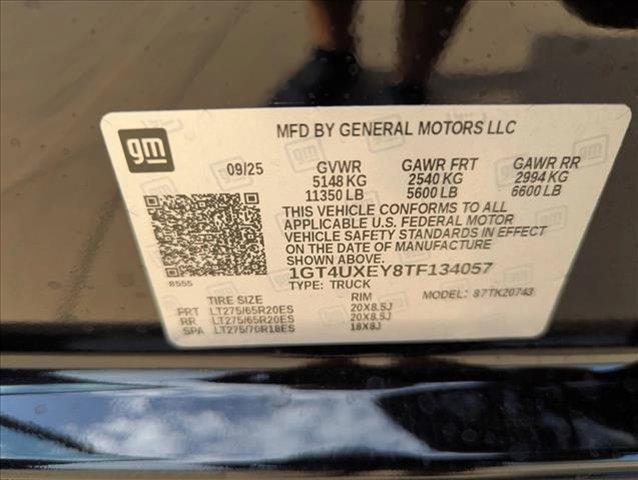 gm
MFD BY GENERAL MOTORS LLC
09/25 GVWR GAWR FRT GAWR RR
5148 KG 2540 KG 2994 KG
11350 LB 5600 LB 6600 LB
THIS VEHICLE CONFORMS TO ALL
APPLICABLE U.S. FEDERAL MOTOR
VEHICLE SAFETY STANDARDS IN EFFECT
ON THE DATE OF MANUFACTURE
SHOWN ABOVE.
8555 1GT4UXEY8TF134057
TYPE: TRUCK MODEL: 87TK20743
TIRE SIZE RIM
FRT LT275/65R20ES 20X8.5J
RR LT275/65R20ES 20X8.5J
SPA LT275/70R18ES 18X8J